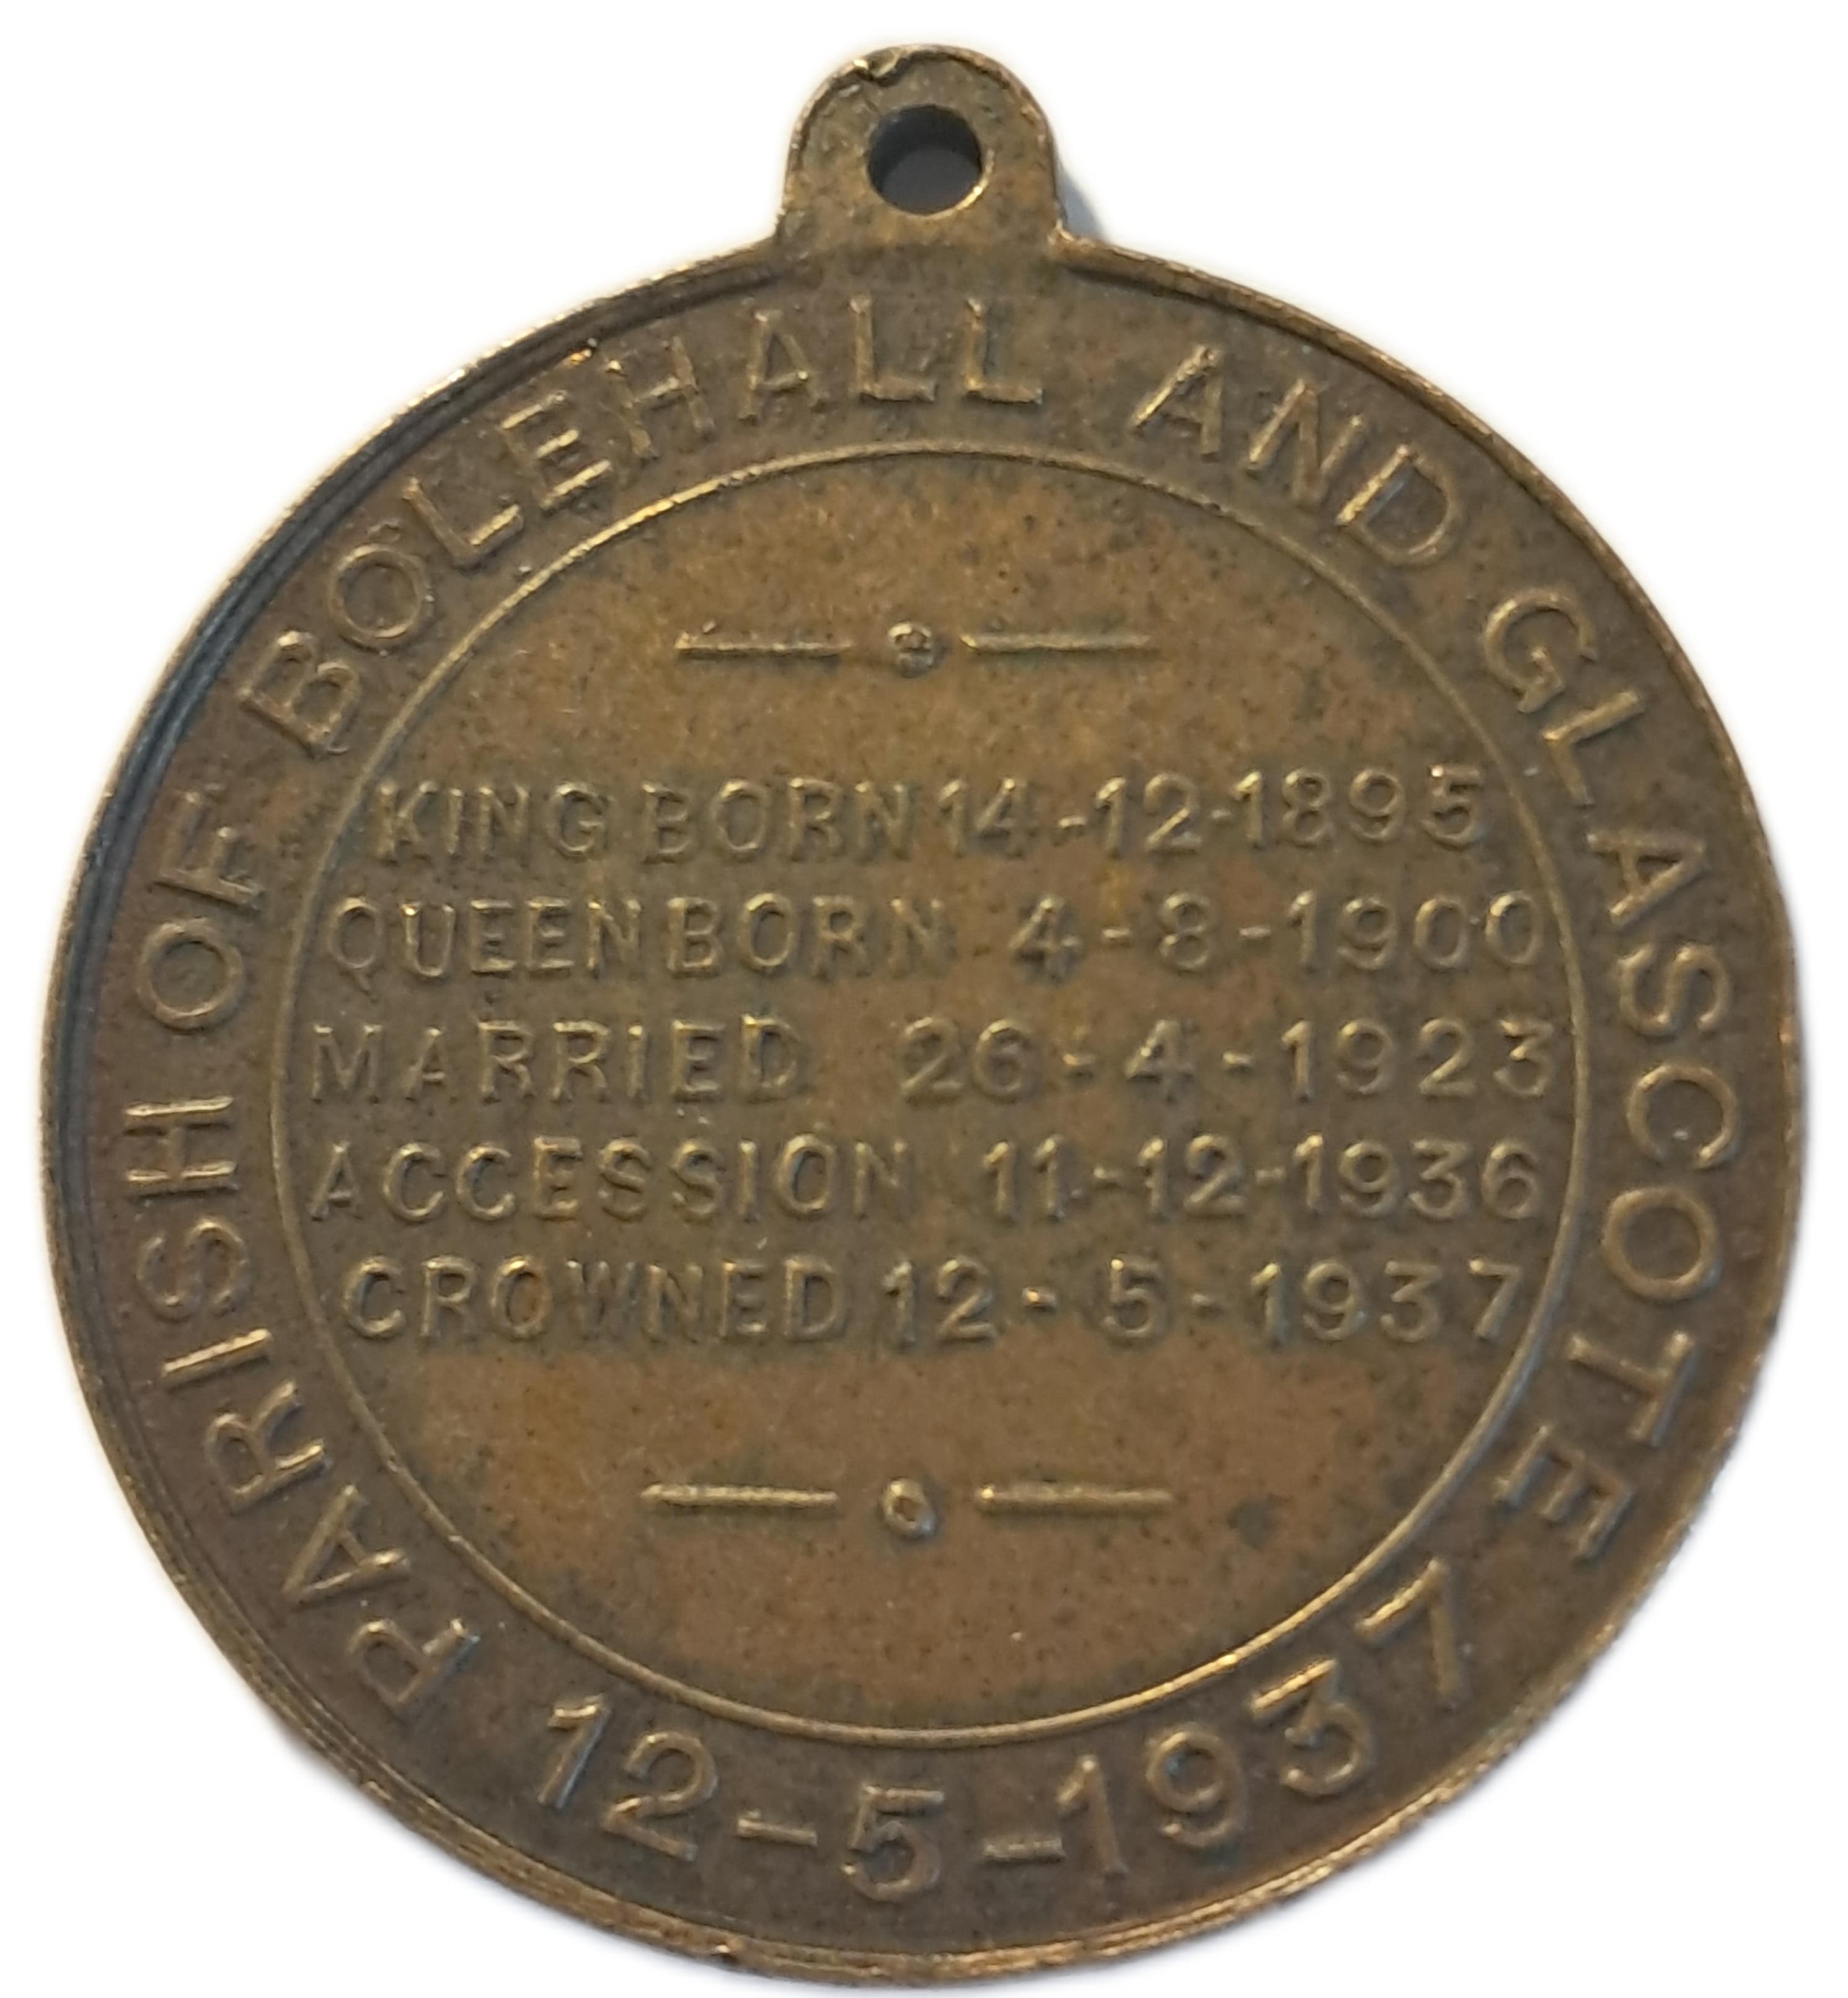 PARISH OF BOLEHALL AND GLASCOTE
12-5-1937
KING BORN 14-12-1895
QUEEN BORN 4-8-1900
MARRIED 26-4-1923
ACCESSION 11-12-1936
CROWNED 12-5-1937